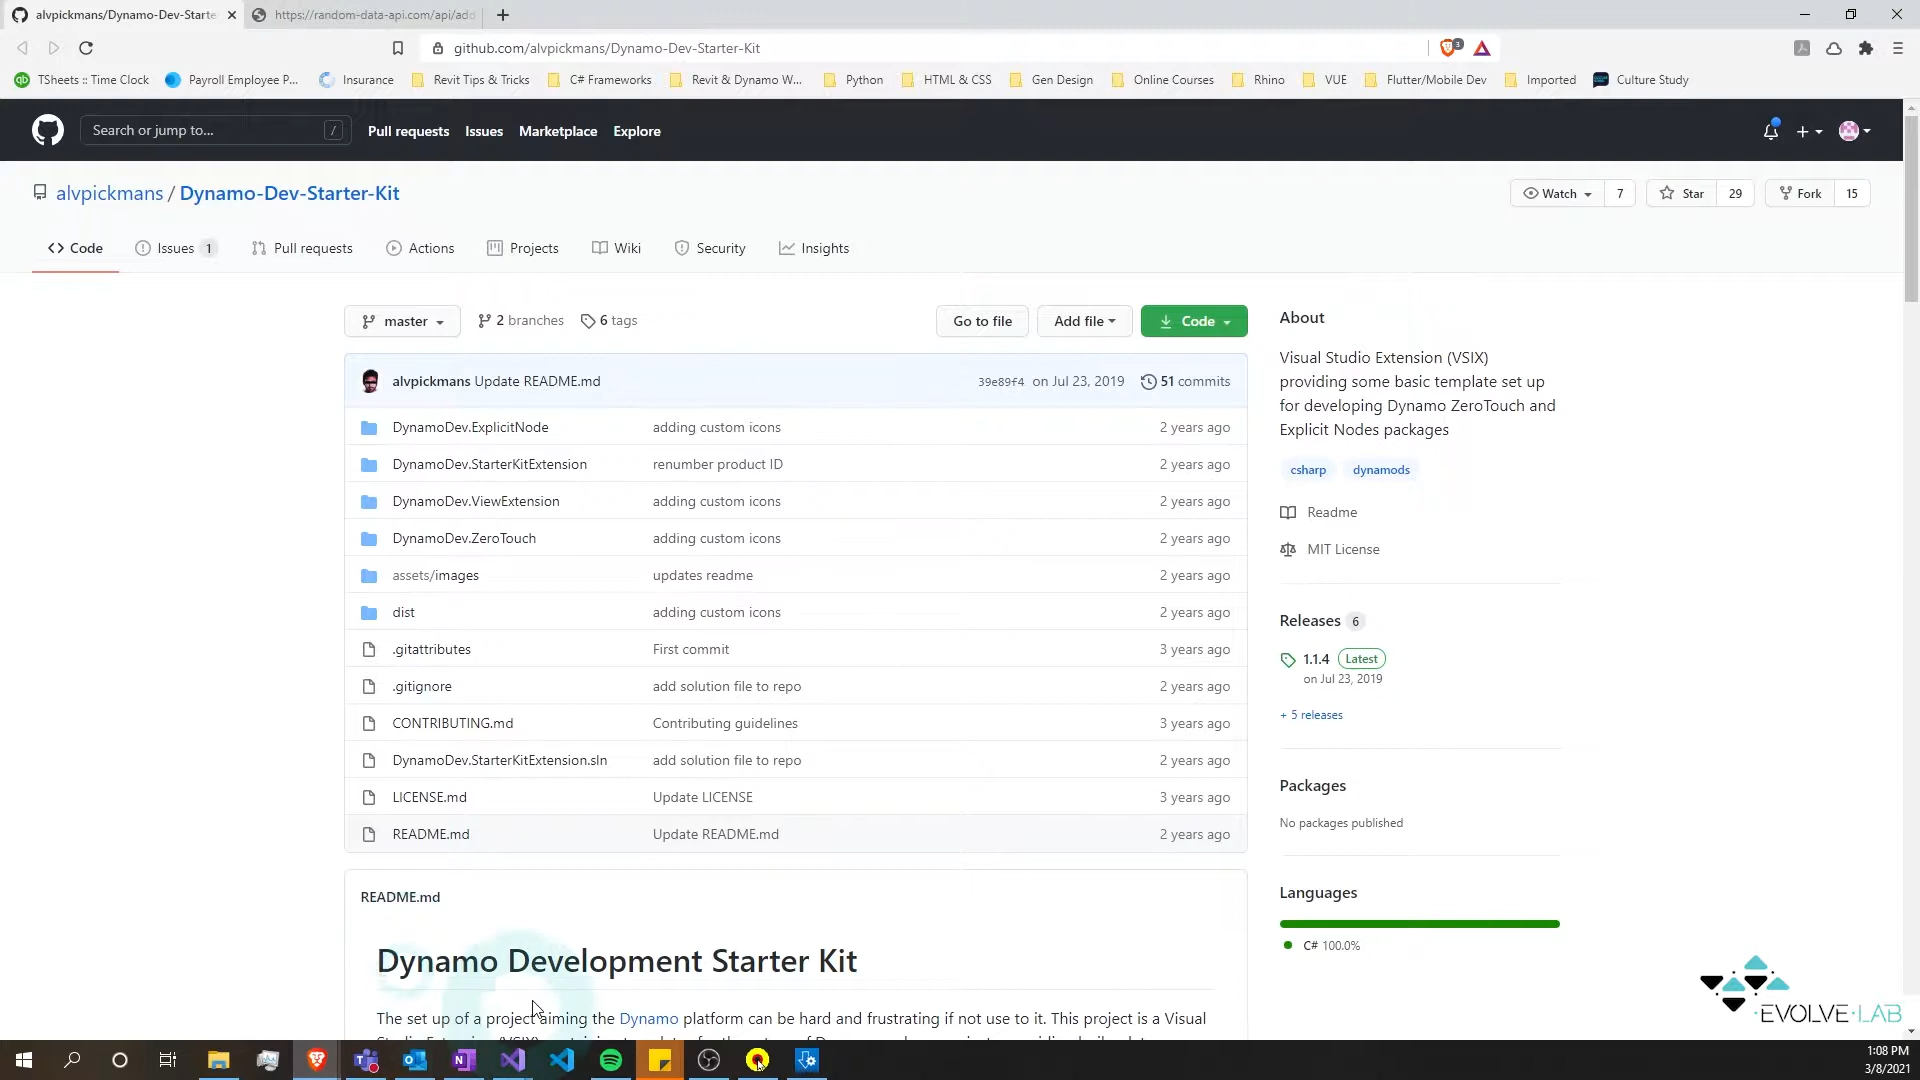 alvpickmans/Dynamo-Dev-Starte
https://random-data-api.com/api/add
github.com/alvpickmans/Dynamo-Dev-Starter-Kit
3
TSheets :: Time Clock
Payroll Employee P...
Insurance
Revit Tips & Tricks
C# Frameworks
Revit & Dynamo W...
Python
HTML & CSS
Gen Design
Online Courses
Rhino
VUE
Flutter/Mobile Dev
Imported
Culture Study
Search or jump to...
/
Pull requests
Issues
Marketplace
Explore
alvpickmans / Dynamo-Dev-Starter-Kit
Watch 7
Star 29
Fork 15
Code
Issues 1
Pull requests
Actions
Projects
Wiki
Security
Insights
master
2 branches
6 tags
Go to file
Add file
Code
alvpickmans Update README.md
39e89f4 on Jul 23, 2019
51 commits
DynamoDev.ExplicitNode adding custom icons 2 years ago
DynamoDev.StarterKitExtension renumber product ID 2 years ago
DynamoDev.ViewExtension adding custom icons 2 years ago
DynamoDev.ZeroTouch adding custom icons 2 years ago
assets/images updates readme 2 years ago
dist adding custom icons 2 years ago
.gitattributes First commit 3 years ago
.gitignore add solution file to repo 2 years ago
CONTRIBUTING.md Contributing guidelines 3 years ago
DynamoDev.StarterKitExtension.sln add solution file to repo 2 years ago
LICENSE.md Update LICENSE 3 years ago
README.md Update README.md 2 years ago
README.md
Dynamo Development Starter Kit
The set up of a project aiming the Dynamo platform can be hard and frustrating if not use to it. This project is a Visual
About
Visual Studio Extension (VSIX)
providing some basic template set up
for developing Dynamo ZeroTouch and
Explicit Nodes packages
csharp
dynamods
Readme
MIT License
Releases 6
1.1.4 Latest
on Jul 23, 2019
+ 5 releases
Packages
No packages published
Languages
C# 100.0%
EVOLVE LAB
1:08 PM
3/8/2021